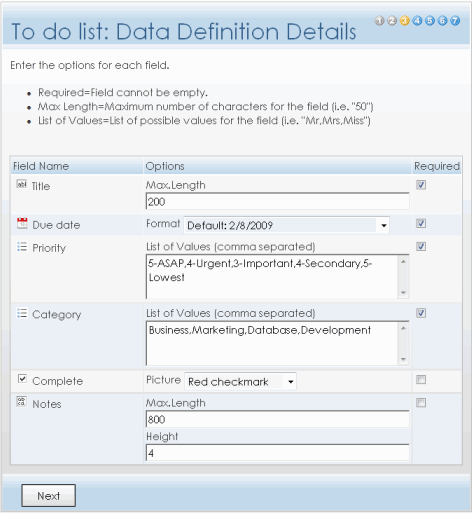 To do list: Data Definition Details
1 2 3 4 5 6 7
Enter the options for each field.
Required=Field cannot be empty.
Max Length=Maximum number of characters for the field (i.e. "50")
List of Values=List of possible values for the field (i.e. "Mr,Mrs,Miss")
Field Name Options Required
abl Title Max.Length
200
Due date Format Default: 2/8/2009
Priority List of Values (comma separated)
5-ASAP,4-Urgent,3-Important,4-Secondary,5-
Lowest
Category List of Values (comma separated)
Business,Marketing,Database,Development
Complete Picture Red checkmark
Notes Max.Length
800
Height
4
Next